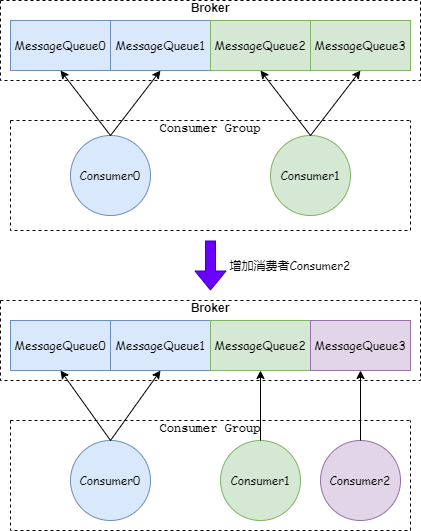 Broker
MessageQueue0 MessageQueue1 MessageQueue2 MessageQueue3
Consumer Group
Consumer0 Consumer1
增加消费者Consumer2
Broker
MessageQueue0 MessageQueue1 MessageQueue2 MessageQueue3
Consumer Group
Consumer0 Consumer1 Consumer2